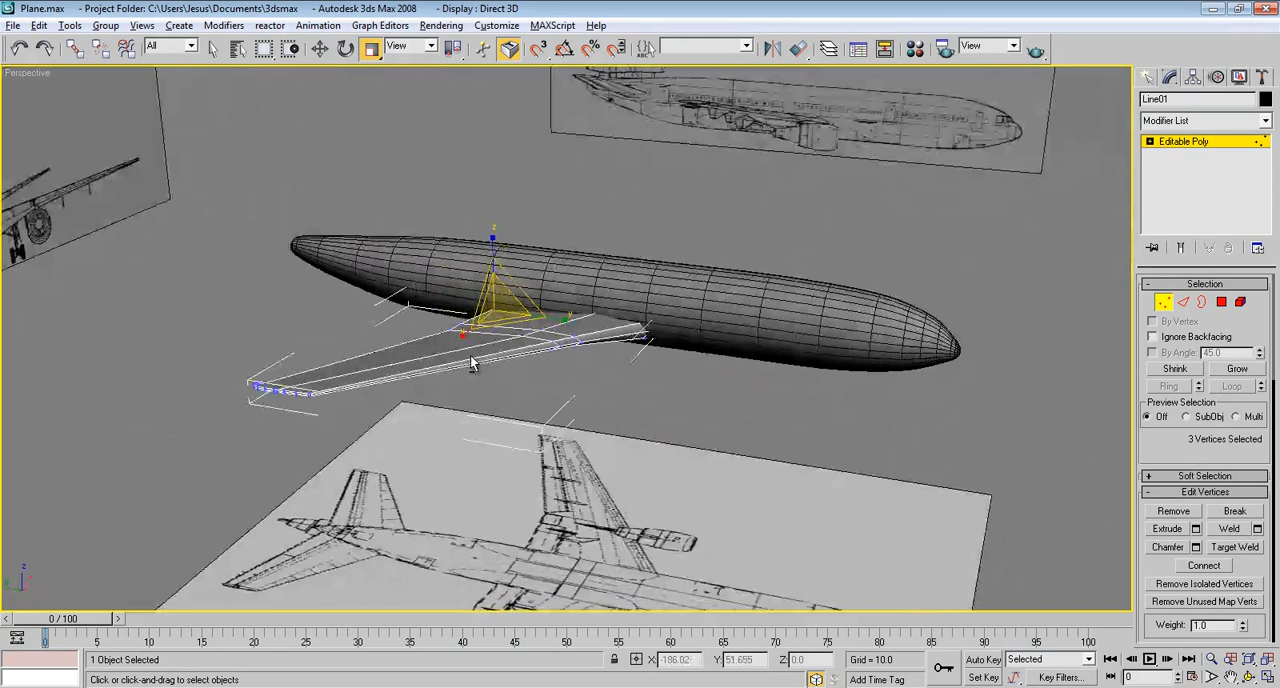 Plane.max - Project Folder: C:\Users\Jesus\Documents\3dsmax - Autodesk 3ds Max 2008 - Display : Direct 3D
File Edit Tools Group Views Create Modifiers reactor Animation Graph Editors Rendering Customize MAXScript Help
All View View
Perspective
Line01
Modifier List
Editable Poly
z
Selection
By Vertex
Ignore Backfacing
By Angle: 45.0
Shrink Grow
Ring Loop
Preview Selection
Off SubObj Multi
3 Vertices Selected
Soft Selection
Edit Vertices
Remove Break
Extrude Weld
Chamfer Target Weld
Connect
Remove Isolated Vertices
Remove Unused Map Verts
Weight: 1.0
z
0 / 100
0 5 10 15 20 25 30 35 40 45 50 55 60 65 70 75 80 85 90 95 100
1 Object Selected X: -186.02 Y: 51.655 Z: 0.0 Grid = 10.0 Auto Key Selected
Click or click-and-drag to select objects Add Time Tag Set Key Key Filters... 0